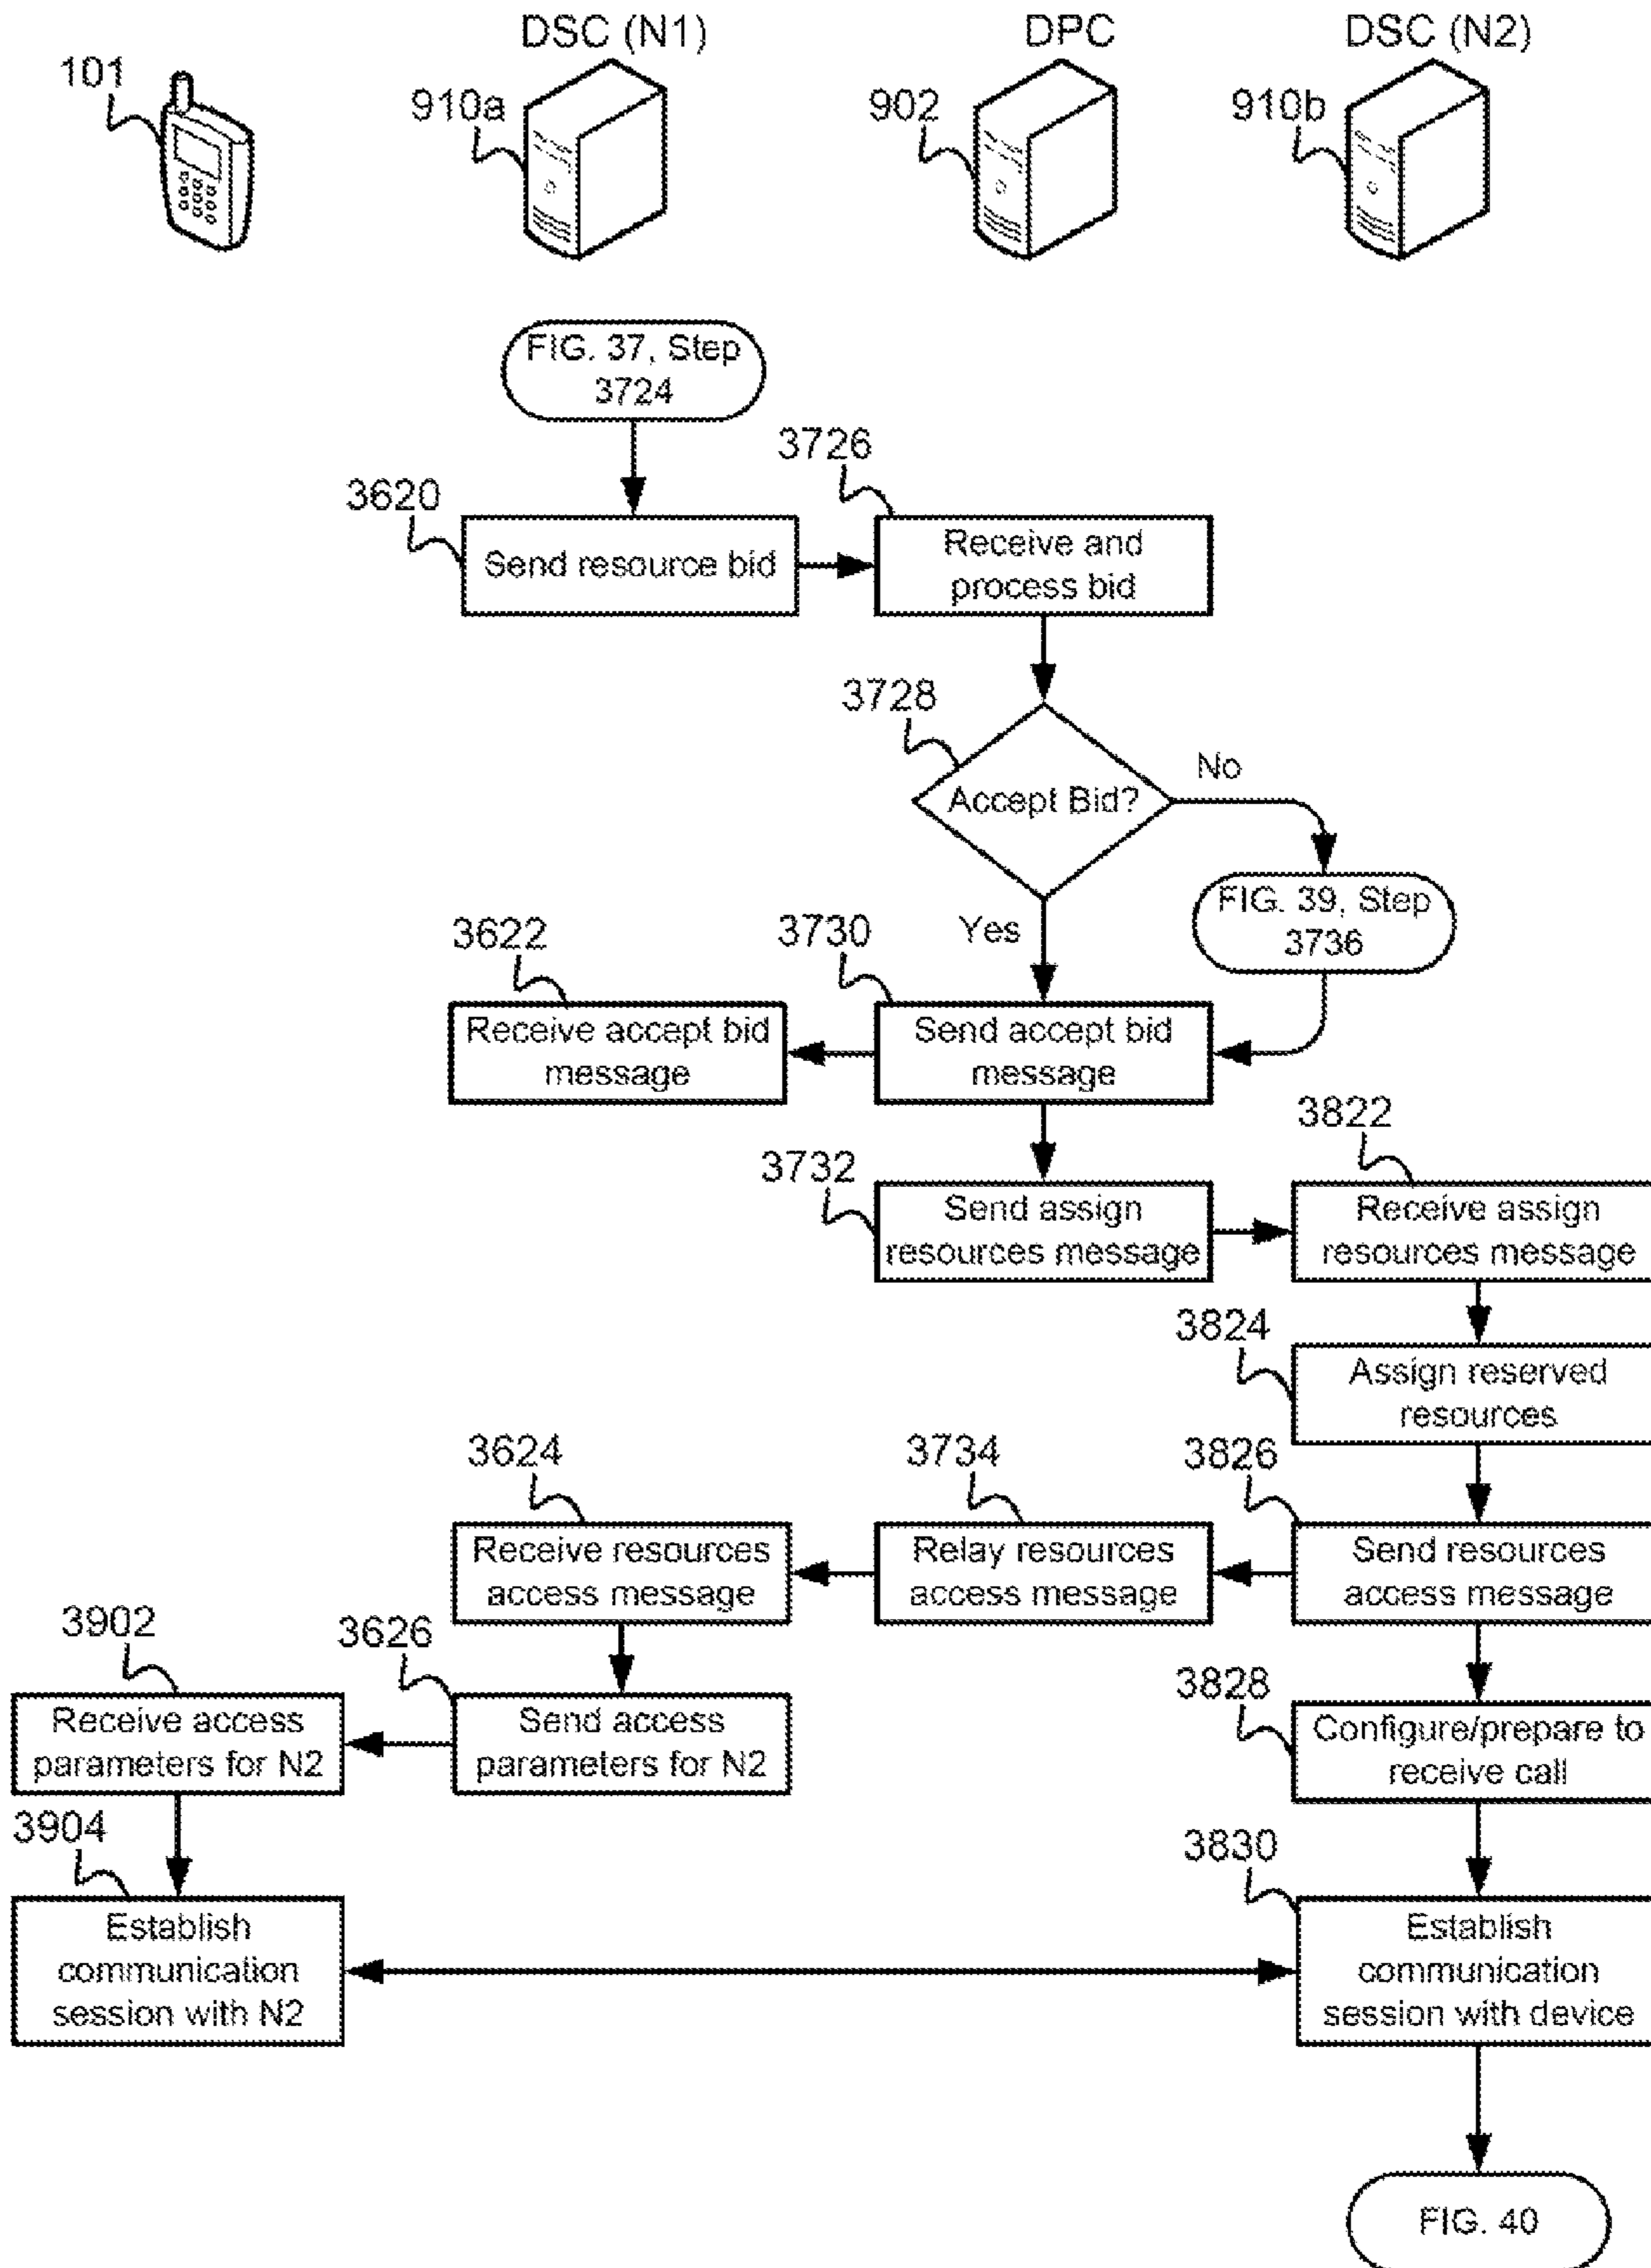 DSC (N1)
DPC
DSC (N2)
101
910a
902
910b
FIG. 37, Step
3724
3726
3620
Send resource bid
Receive and
process bid
3728
No
Accept Bid?
FIG. 39, Step
3736
Yes
3622
3730
Receive accept bid
message
Send accept bid
message
3822
3732
Send assign
resources message
Receive assign
resources message
3824
Assign reserved
resources
3624
3734
3826
Receive resources
access message
Relay resources
access message
Send resources
access message
3902
3626
3828
Receive access
parameters for N2
Send access
parameters for N2
Configure/prepare to
receive call
3904
3830
Establish
communication
session with N2
Establish
communication
session with device
FIG. 40